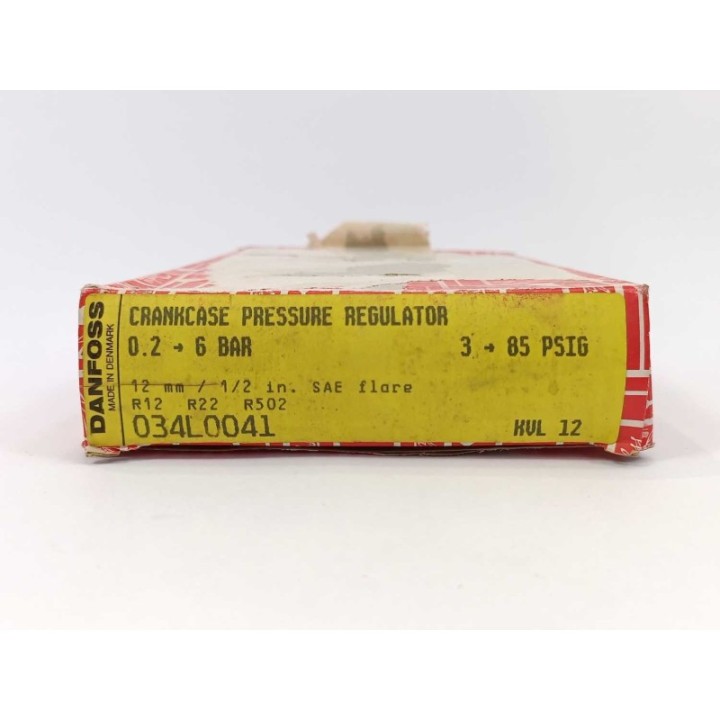 DANFOSS
MADE IN DENMARK
CRANKCASE PRESSURE REGULATOR
0.2 → 6 BAR 3 → 85 PSIG
12 mm / 1/2 in. SAE flare
R12 R22 R502
034L0041 KVL 12